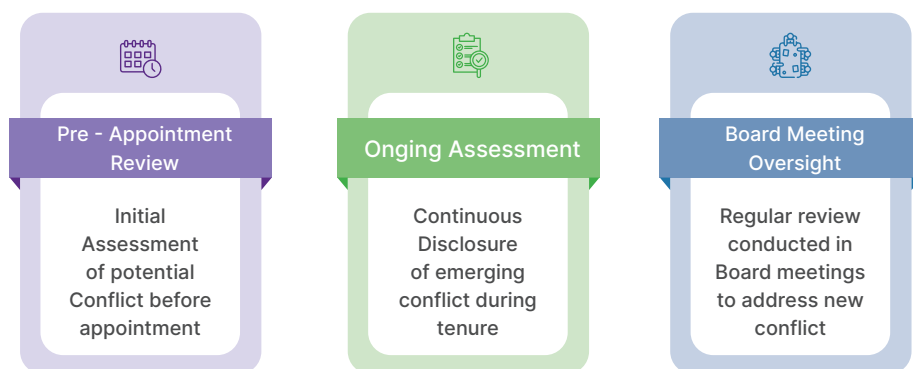 Pre - Appointment
Review
Initial
Assessment
of potential
Conflict before
appointment
Onging Assessment
Continuous
Disclosure
of emerging
conflict during
tenure
Board Meeting
Oversight
Regular review
conducted in
Board meetings
to address new
conflict